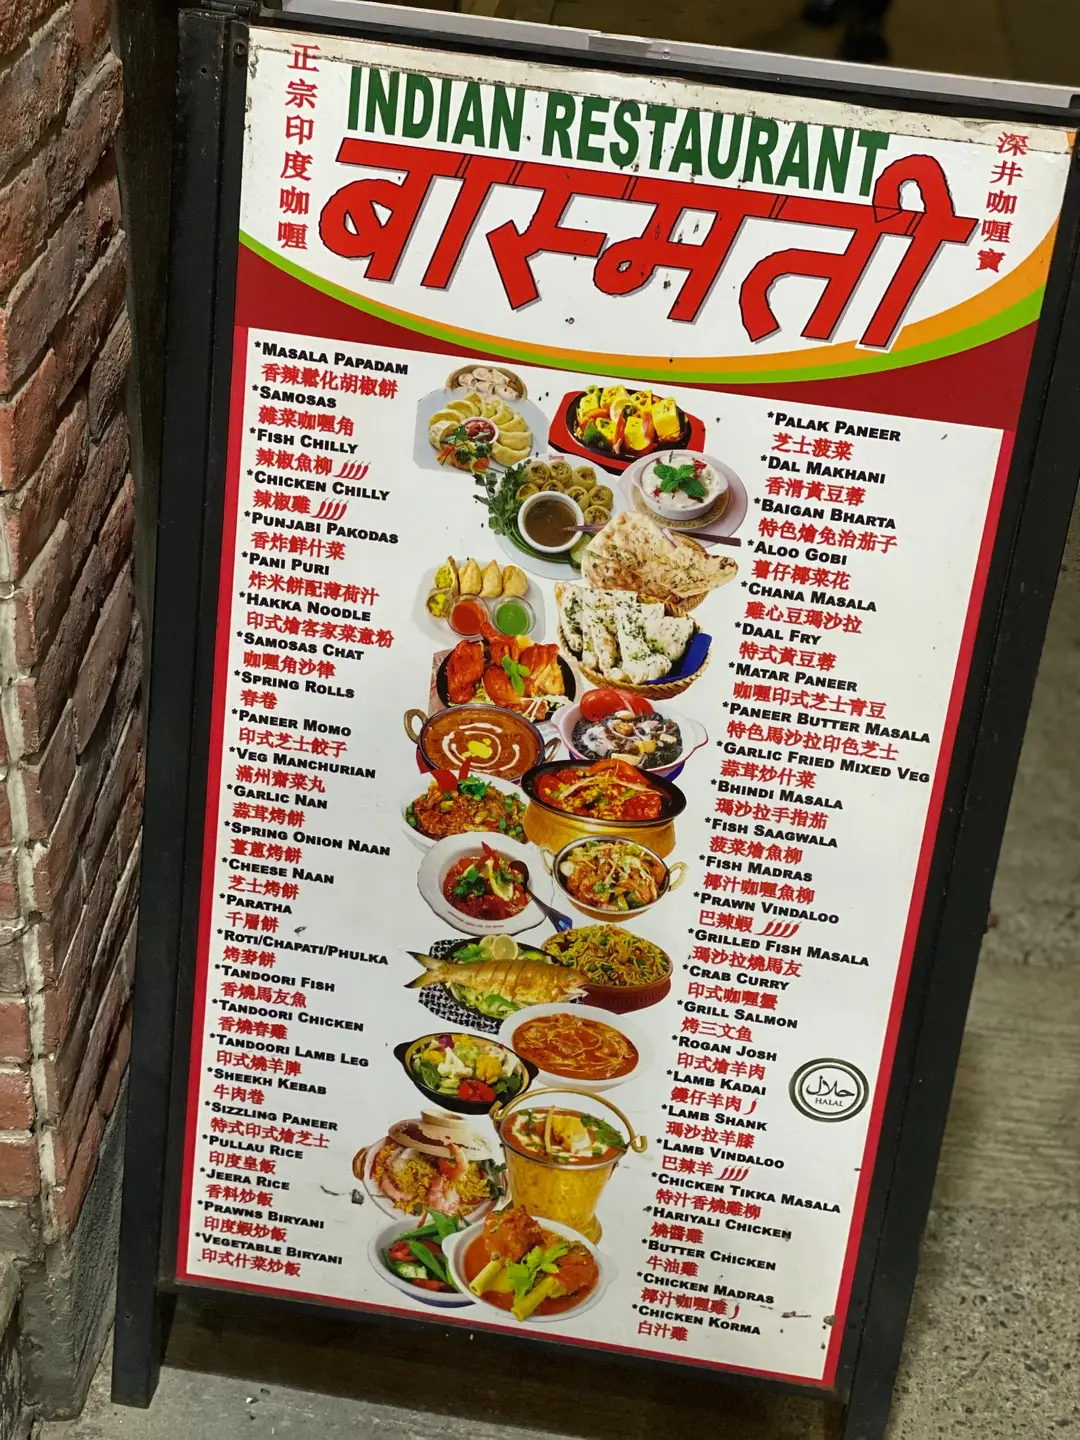 正宗印度咖喱
INDIAN RESTAURANT
बास्मती
深井咖喱寶
*MASALA PAPADAM
香辣鬆化胡椒餅
*SAMOSAS
雜菜咖喱角
*FISH CHILLY
辣椒魚柳
*CHICKEN CHILLY
辣椒雞
*PUNJABI PAKODAS
香炸鮮什菜
*PANI PURI
炸米餅配薄荷汁
*HAKKA NOODLE
印式燴客家菜意粉
*SAMOSAS CHAT
咖喱角沙律
*SPRING ROLLS
春卷
*PANEER MOMO
印式芝士餃子
*VEG MANCHURIAN
滿州齋菜丸
*GARLIC NAN
蒜茸烤餅
*SPRING ONION NAAN
薑蔥烤餅
*CHEESE NAAN
芝士烤餅
*PARATHA
千層餅
*ROTI/CHAPATI/PHULKA
烤麥餅
*TANDOORI FISH
香燒馬友魚
*TANDOORI CHICKEN
香燒春雞
*TANDOORI LAMB LEG
印式燒羊脾
*SHEEKH KEBAB
牛肉卷
*SIZZLING PANEER
特式印式燴芝士
*PULLAU RICE
印度皇飯
*JEERA RICE
香料炒飯
*PRAWNS BIRYANI
印度蝦炒飯
*VEGETABLE BIRYANI
印式什菜炒飯
*PALAK PANEER
芝士菠菜
*DAL MAKHANI
香滑黃豆蓉
*BAIGAN BHARTA
特色燴免治茄子
*ALOO GOBI
薯仔椰菜花
*CHANA MASALA
雞心豆瑪沙拉
*DAAL FRY
特式黃豆蓉
*MATAR PANEER
咖喱印式芝士青豆
*PANEER BUTTER MASALA
特色馬沙拉印色芝士
*GARLIC FRIED MIXED VEG
蒜茸炒什菜
*BHINDI MASALA
瑪沙拉手指茄
*FISH SAAGWALA
菠菜燴魚柳
*FISH MADRAS
椰汁咖喱魚柳
*PRAWN VINDALOO
巴辣蝦
*GRILLED FISH MASALA
瑪沙拉燒馬友
*CRAB CURRY
印式咖喱蟹
*GRILL SALMON
烤三文鱼
*ROGAN JOSH
印式燴羊肉
*LAMB KADAI
鑊仔羊肉
*LAMB SHANK
瑪沙拉羊膝
*LAMB VINDALOO
巴辣羊
*CHICKEN TIKKA MASALA
特汁香燒雞柳
*HARIYALI CHICKEN
燒醬雞
*BUTTER CHICKEN
牛油雞
*CHICKEN MADRAS
椰汁咖喱雞
*CHICKEN KORMA
白汁雞
حلال
HALAL